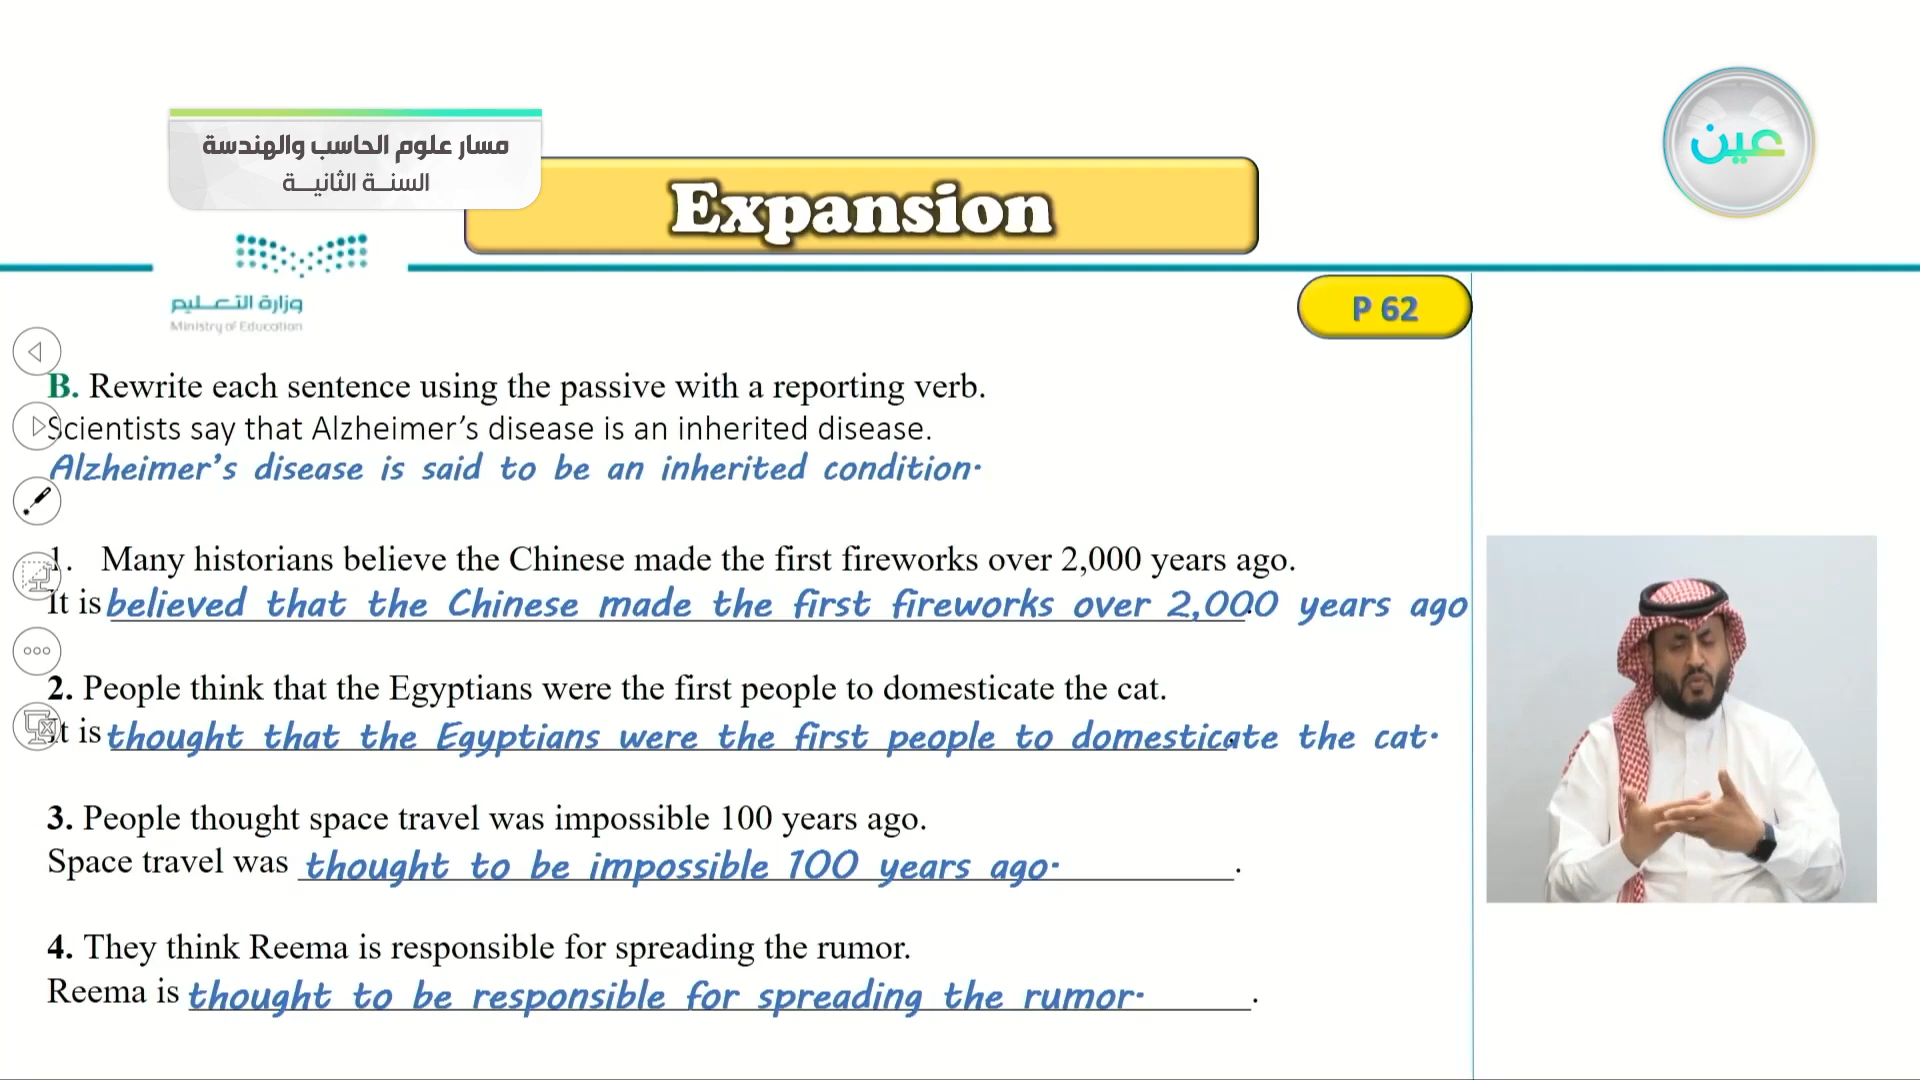 مسار علوم الحاسب والهندسة
السنة الثانية
عين
Expansion
وزارة التعليم
Ministry of Education
P 62
B. Rewrite each sentence using the passive with a reporting verb.
Scientists say that Alzheimer’s disease is an inherited disease.
Alzheimer’s disease is said to be an inherited condition.
1. Many historians believe the Chinese made the first fireworks over 2,000 years ago.
It is believed that the Chinese made the first fireworks over 2,000 years ago
2. People think that the Egyptians were the first people to domesticate the cat.
It is thought that the Egyptians were the first people to domesticate the cat.
3. People thought space travel was impossible 100 years ago.
Space travel was thought to be impossible 100 years ago. .
4. They think Reema is responsible for spreading the rumor.
Reema is thought to be responsible for spreading the rumor. .